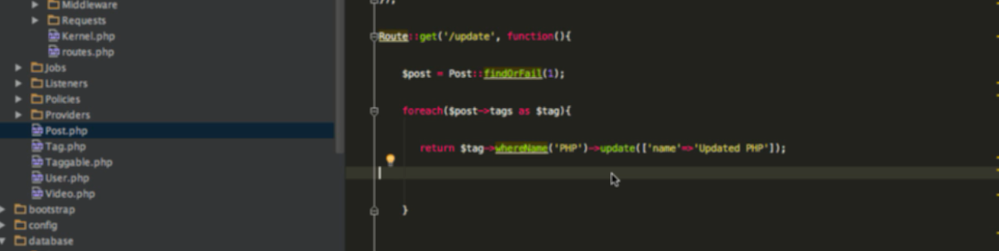 Middleware
Requests
Kernel.php
routes.php
Jobs
Listeners
Policies
Providers
Post.php
Tag.php
Taggable.php
User.php
Video.php
bootstrap
config
database
});
Route::get('/update', function(){
$post = Post::findOrFail(1);
foreach($post->tags as $tag){
return $tag->whereName('PHP')->update(['name'=>'Updated PHP']);
}